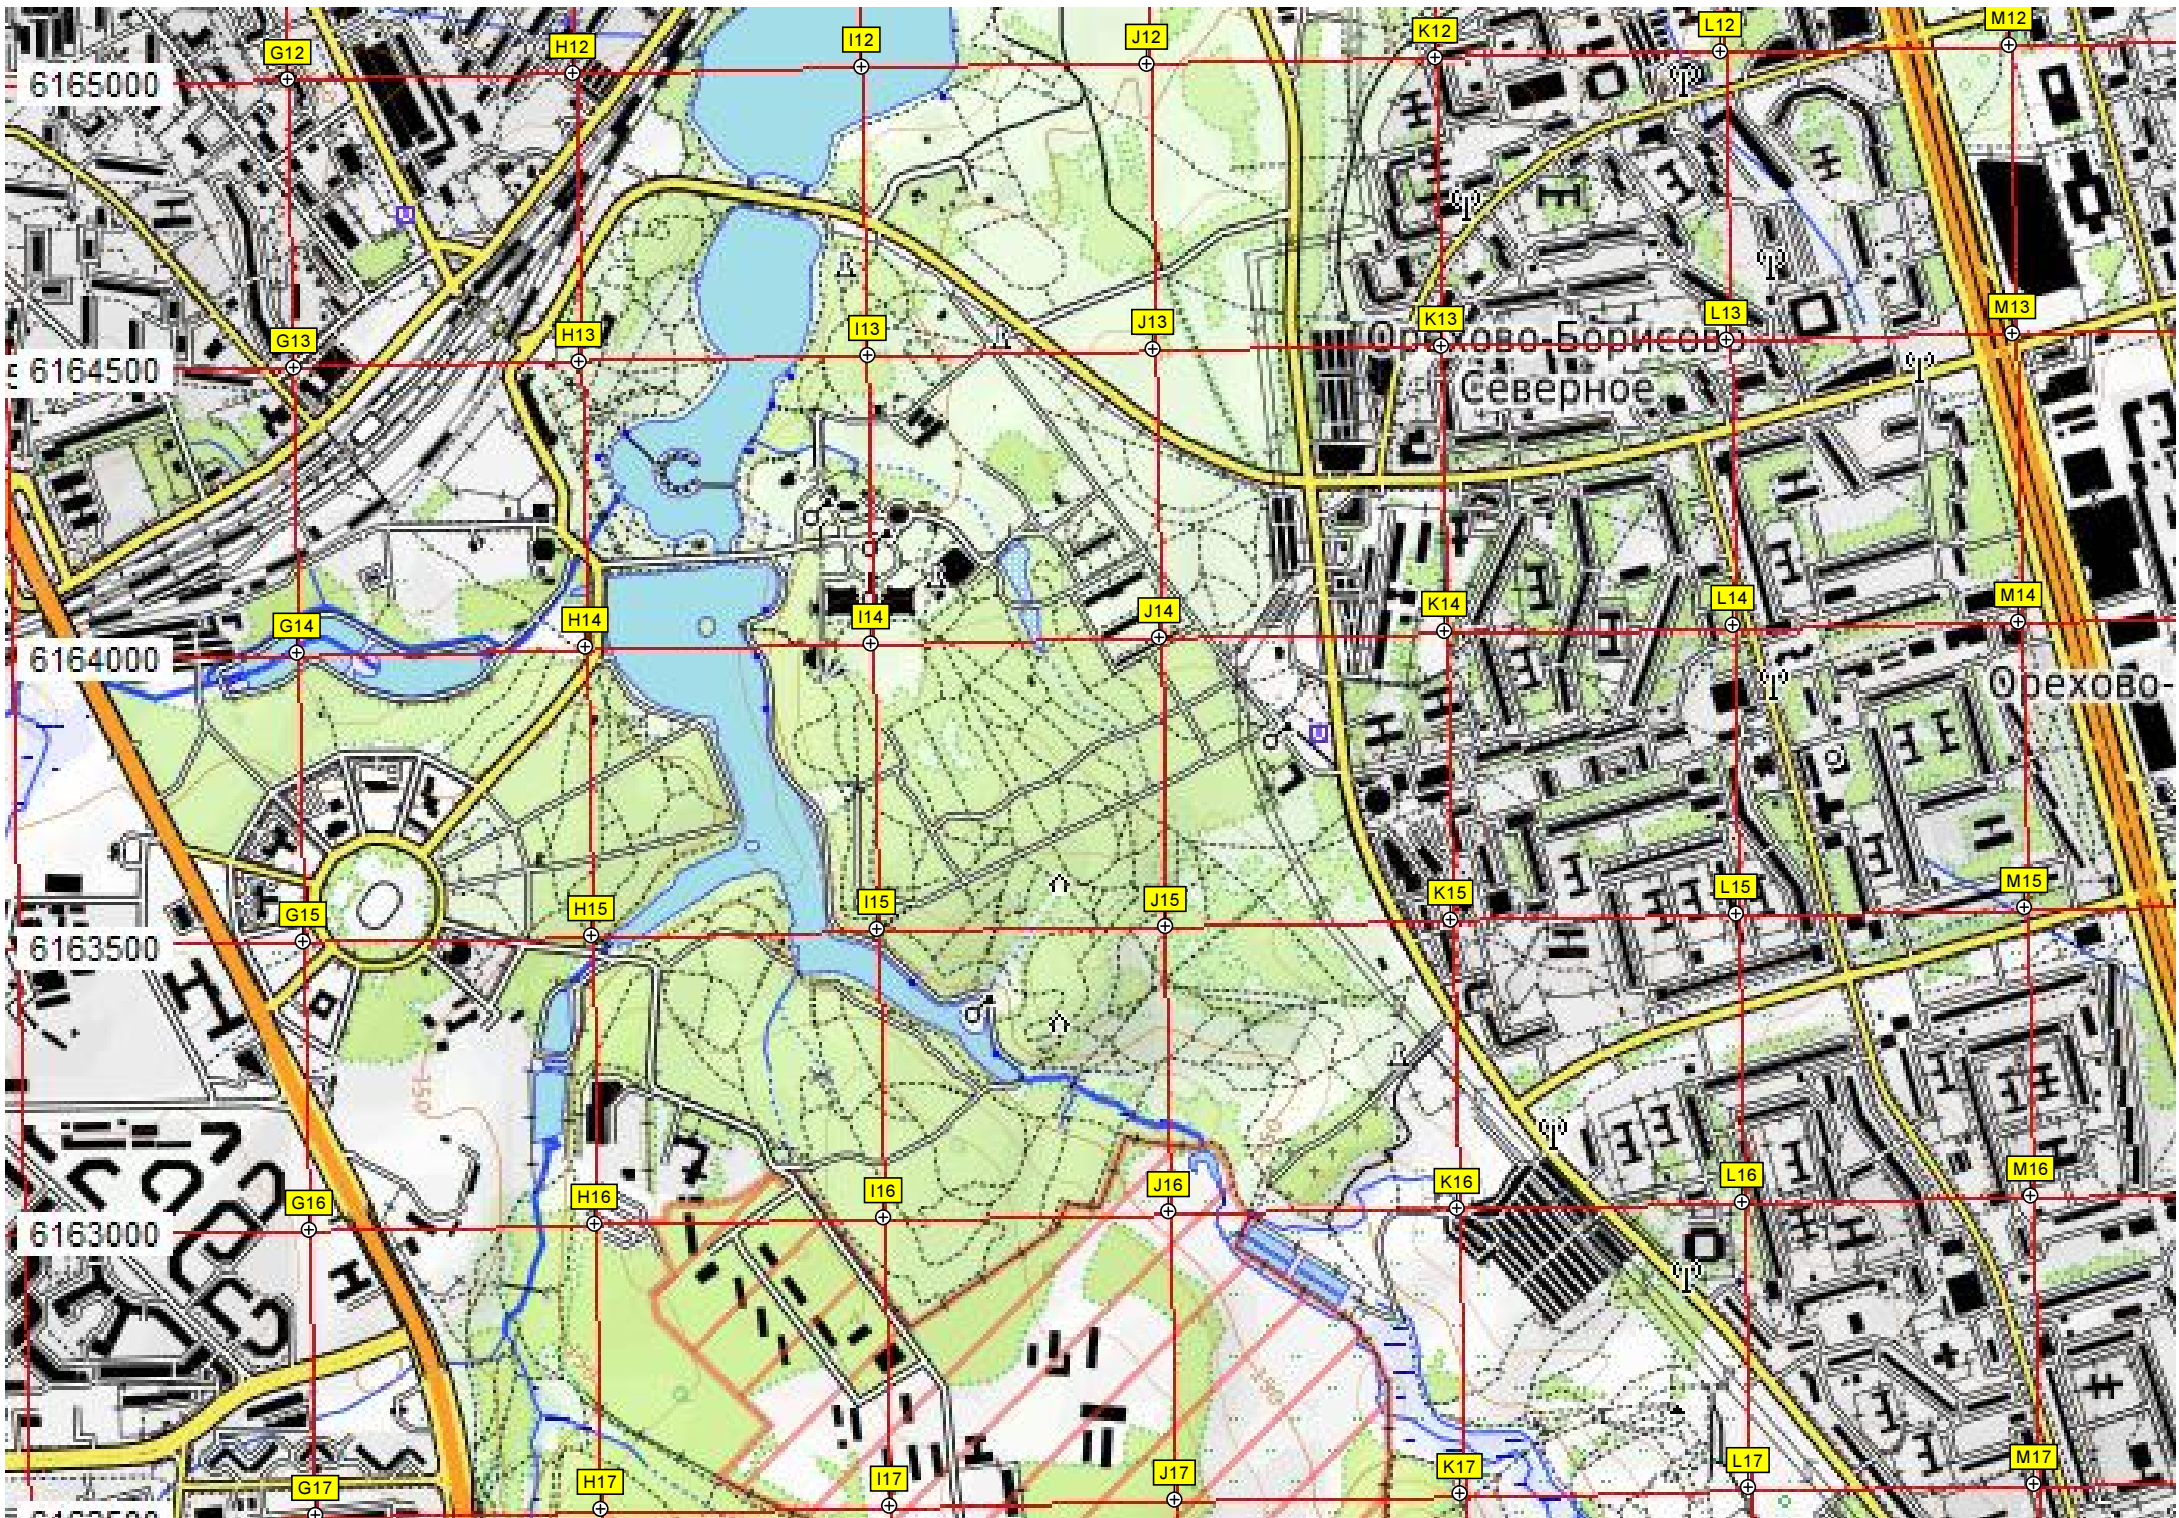 G12 H12 I12 J12 K12 L12 M12
6165000
G13 H13 I13 J13 K13 L13 M13
Орехово-Борисово
Северное
6164500
G14 H14 I14 J14 K14 L14 M14
6164000
Орехово-
G15 H15 I15 J15 K15 L15 M15
6163500
150
G16 H16 I16 J16 K16 L16 M16
6163000
G17 H17 I17 J17 K17 L17 M17